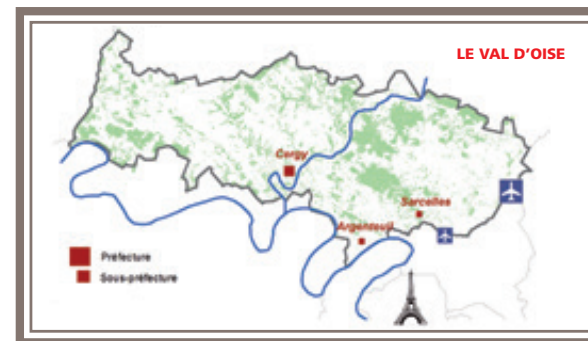 LE VAL D'OISE
Cergy
Sarcelles
Argenteuil
Préfecture
Sous-préfecture